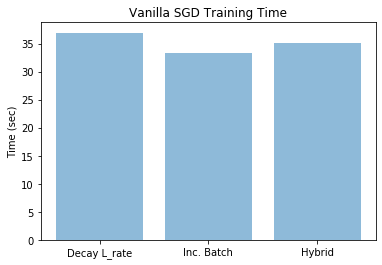 Vanilla SGD Training Time
Time (sec)
35
30
25
20
15
10
5
0
Decay L_rate
Inc. Batch
Hybrid